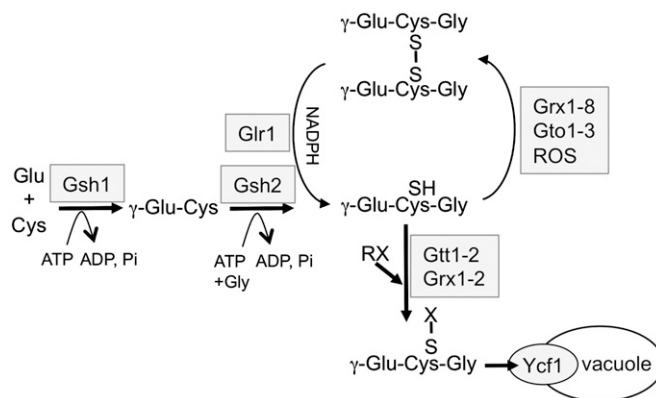 γ-Glu-Cys-Gly
S
S
γ-Glu-Cys-Gly
Glr1
NADPH
Grx1-8
Gto1-3
ROS
Glu
+
Cys
Gsh1
ATP ADP, Pi
γ-Glu-Cys
Gsh2
ATP ADP, Pi
+Gly
SH
γ-Glu-Cys-Gly
RX
Gtt1-2
Grx1-2
X
S
γ-Glu-Cys-Gly
Ycf1
vacuole